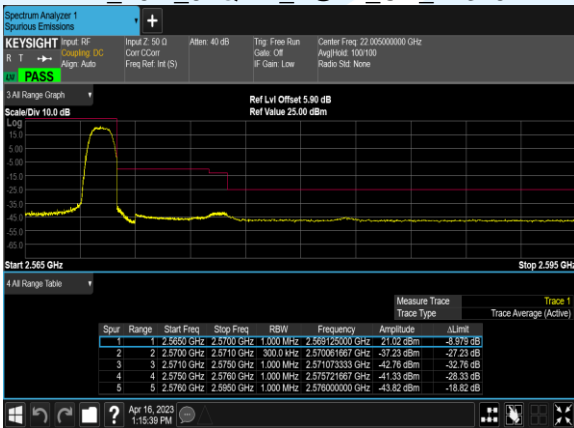 Spectrum Analyzer 1
Spurious Emissions
KEYSIGHT Input: RF Input Z: 50 Ω Atten: 40 dB Trig: Free Run Center Freq: 22.005000000 GHz
R T Coupling: DC Corr CCorr Gate: Off Avg|Hold: 100/100
Align: Auto Freq Ref: Int (S) IF Gain: Low Radio Std: None
PASS
3 All Range Graph
Ref Lvl Offset 5.90 dB
Scale/Div 10.0 dB Ref Value 25.00 dBm
Log
15.0
5.00
-5.00
-15.0
-25.0
-35.0
-45.0
-55.0
-65.0
Start 2.565 GHz Stop 2.595 GHz
4 All Range Table
Measure Trace Trace 1
Trace Type Trace Average (Active)
Spur Range Start Freq Stop Freq RBW Frequency Amplitude ΔLimit
1 1 2.5650 GHz 2.5700 GHz 1.000 MHz 2.569125000 GHz 21.02 dBm -8.979 dB
2 2 2.5700 GHz 2.5710 GHz 300.0 kHz 2.570061667 GHz -37.23 dBm -27.23 dB
3 3 2.5710 GHz 2.5750 GHz 1.000 MHz 2.571073333 GHz -42.76 dBm -32.76 dB
4 4 2.5750 GHz 2.5760 GHz 1.000 MHz 2.575721667 GHz -41.33 dBm -28.33 dB
5 5 2.5760 GHz 2.5950 GHz 1.000 MHz 2.576000000 GHz -43.82 dBm -18.82 dB
? Apr 16, 2023
1:15:39 PM